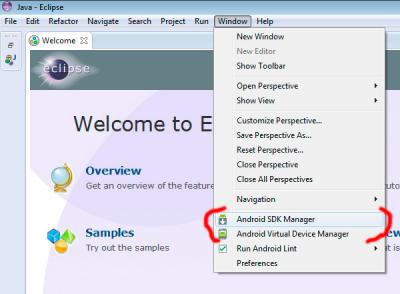 Java - Eclipse
File Edit Refactor Navigate Search Project Run Window Help
Welcome
eclipse
Welcome to E
Overview
Get an overview of the feature
Samples
Try out the samples
New Window
New Editor
Show Toolbar
Open Perspective
Show View
Customize Perspective...
Save Perspective As...
Reset Perspective...
Close Perspective
Close All Perspectives
Navigation
Android SDK Manager
Android Virtual Device Manager
Run Android Lint
Preferences